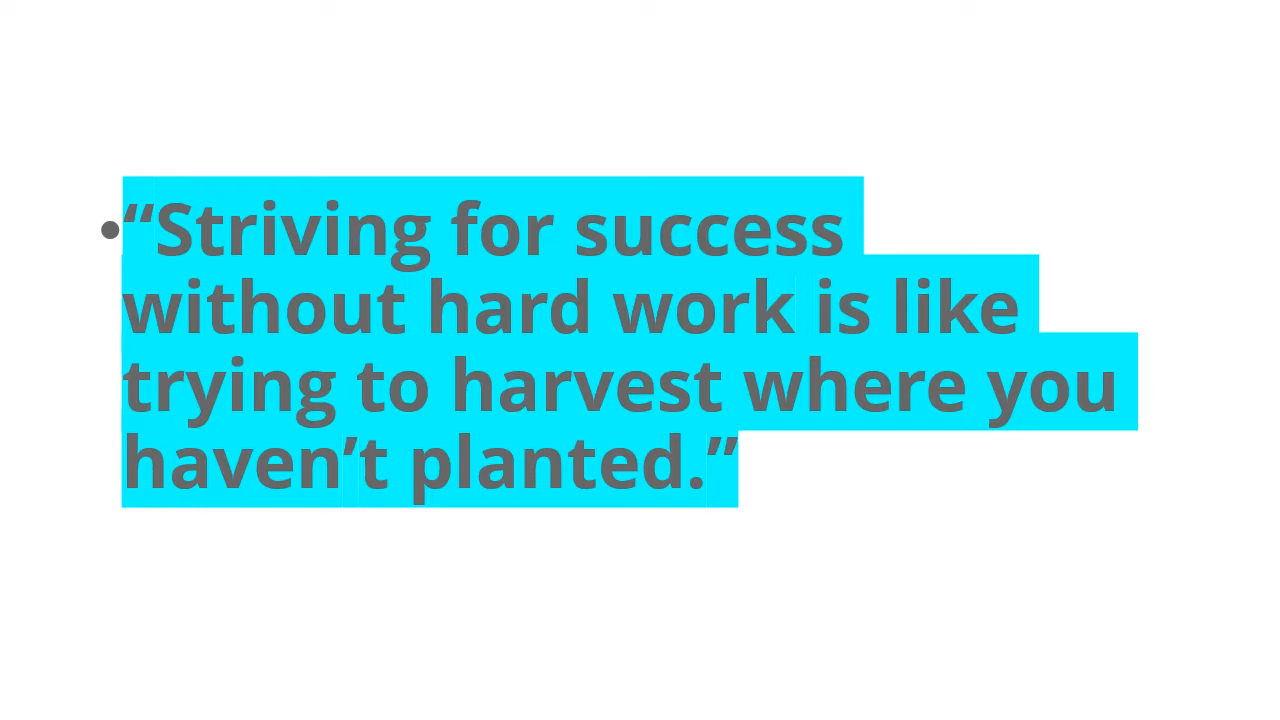 •“Striving for success
without hard work is like
trying to harvest where you
haven’t planted.”